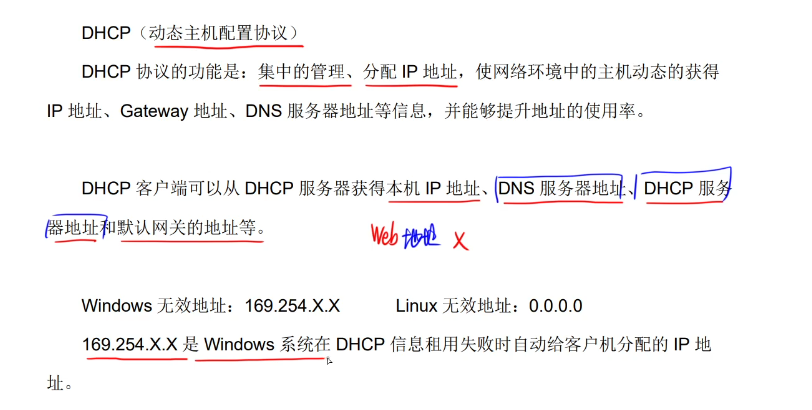 DHCP（动态主机配置协议）
DHCP 协议的功能是：集中的管理、分配 IP 地址，使网络环境中的主机动态的获得
IP 地址、Gateway 地址、DNS 服务器地址等信息，并能够提升地址的使用率。
DHCP 客户端可以从 DHCP 服务器获得本机 IP 地址、DNS 服务器地址、DHCP 服务
器地址和默认网关的地址等。
Web 地址 X
Windows 无效地址：169.254.X.X Linux 无效地址：0.0.0.0
169.254.X.X 是 Windows 系统在 DHCP 信息租用失败时自动给客户机分配的 IP 地
址。